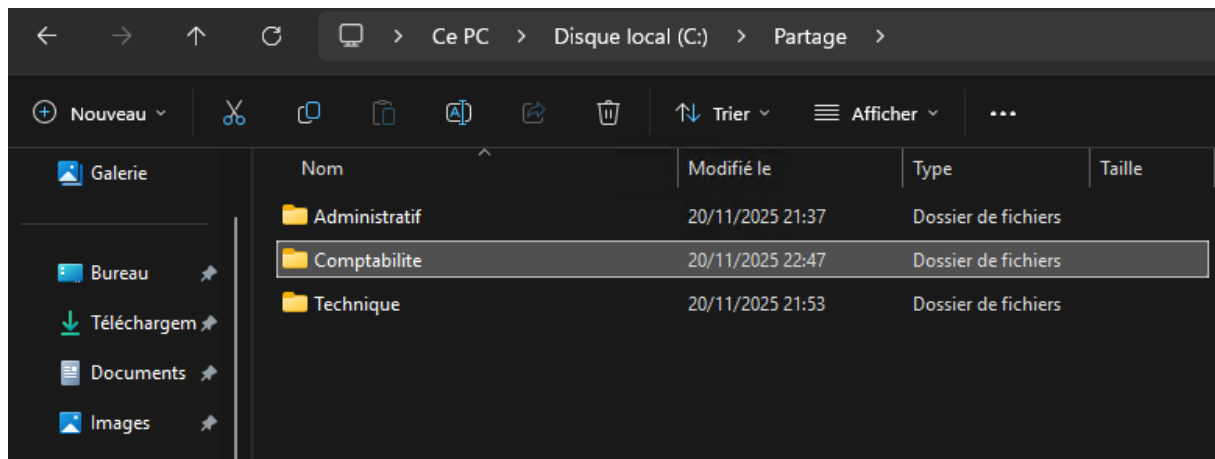 Ce PC > Disque local (C:) > Partage >
Nouveau Trier Afficher
Galerie
Bureau
Téléchargem
Documents
Images
Nom Modifié le Type Taille
Administratif 20/11/2025 21:37 Dossier de fichiers
Comptabilite 20/11/2025 22:47 Dossier de fichiers
Technique 20/11/2025 21:53 Dossier de fichiers